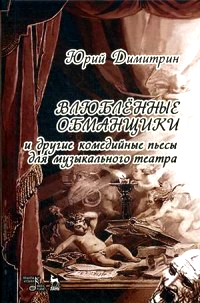 Юрий Димитрин
ВЛЮБЛЁННЫЕ
ОБМАНЩИКИ
и другие комедийные пьесы
для музыкального театра